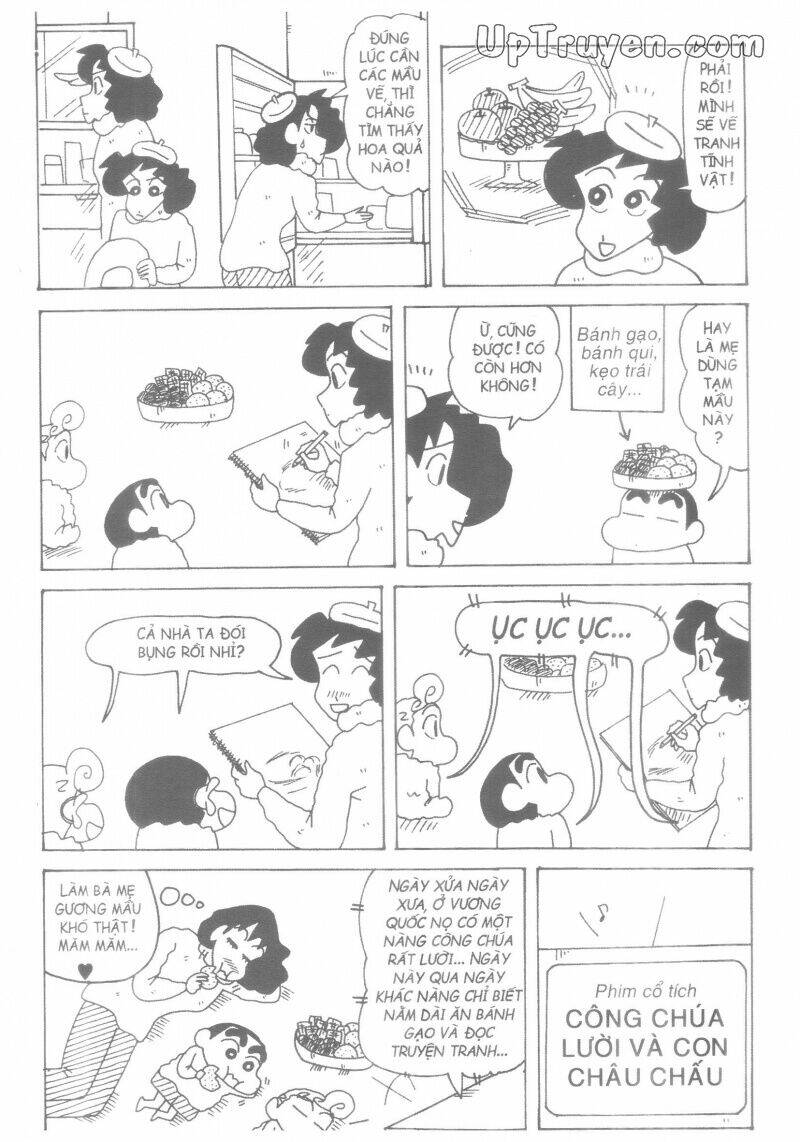 UpTruyen.com
PHẢI
RỒI!
MÌNH
SẼ VẼ
TRANH
TĨNH
VẬT!
ĐÚNG
LÚC CẦN
CÁC MẪU
VẼ, THÌ
CHẲNG
TÌM THẤY
HOA QUẢ
NÀO!
HAY
LÀ MẸ
DÙNG
TẠM
MẪU
NÀY
?
Bánh gạo,
bánh qui,
kẹo trái
cây...
Ừ, CŨNG
ĐƯỢC! CÓ
CÒN HƠN
KHÔNG!
ỤC ỤC ỤC...
CẢ NHÀ TA ĐÓI
BỤNG RỒI NHỈ?
Phim cổ tích
CÔNG CHÚA
LƯỜI VÀ CON
CHÂU CHẤU
NGÀY XỬA NGÀY
XƯA, Ở VƯƠNG
QUỐC NỌ CÓ MỘT
NÀNG CÔNG CHÚA
RẤT LƯỜI... NGÀY
NÀY QUA NGÀY
KHÁC NÀNG CHỈ BIẾT
NẰM DÀI ĂN BÁNH
GẠO VÀ ĐỌC
TRUYỆN TRANH...
LÀM BÀ MẸ
GƯƠNG MẪU
KHÓ THẬT!
MĂM MĂM...